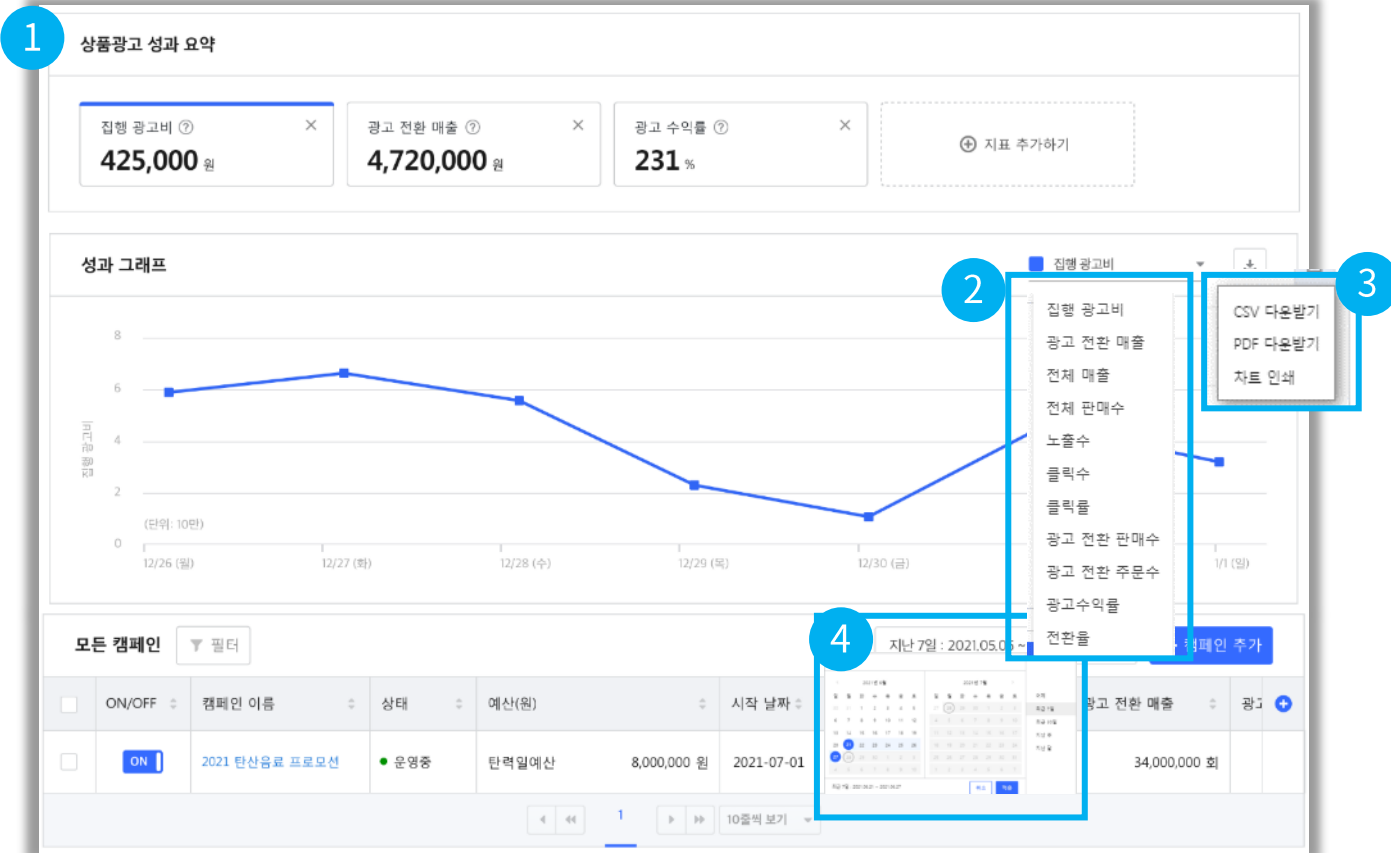 1
상품광고 성과 요약
집행 광고비 ?
425,000 원
광고 전환 매출 ?
4,720,000 원
광고 수익률 ?
231 %
지표 추가하기
성과 그래프
집행 광고비
2
집행 광고비
광고 전환 매출
전체 매출
전체 판매수
노출수
클릭수
클릭률
광고 전환 판매수
광고 전환 주문수
광고수익률
전환율
3
CSV 다운받기
PDF 다운받기
차트 인쇄
집행 광고비
8
6
4
2
0
(단위: 10만)
12/26 (월)
12/27 (화)
12/28 (수)
12/29 (목)
12/30 (금)
1/1 (일)
모든 캠페인
필터
4
지난 7일 : 2021.05.05 ~
캠페인 추가
ON/OFF
캠페인 이름
상태
예산(원)
시작 날짜
광고 전환 매출
ON
2021 탄산음료 프로모션
운영중
탄력일예산
8,000,000 원
2021-07-01
34,000,000 회
1
10줄씩 보기